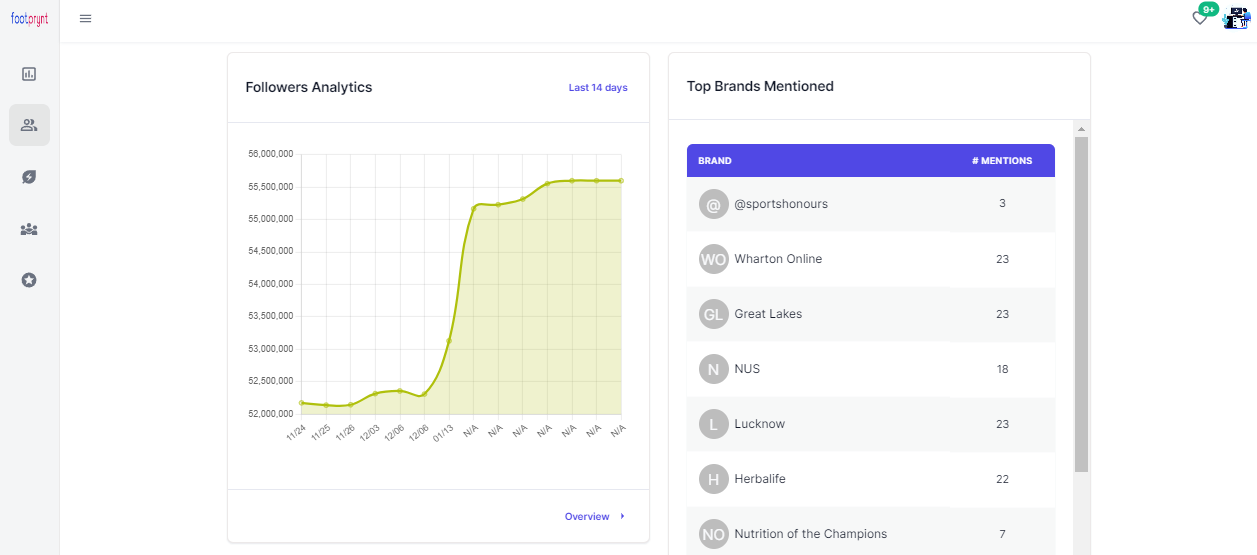 footprynt
9+
Followers Analytics
Last 14 days
56,000,000
55,500,000
55,000,000
54,500,000
54,000,000
53,500,000
53,000,000
52,500,000
52,000,000
11/24 11/25 11/26 12/03 12/06 12/06 01/13 N/A N/A N/A N/A N/A N/A N/A
Overview
Top Brands Mentioned
BRAND # MENTIONS
@ @sportshonours 3
WO Wharton Online 23
GL Great Lakes 23
N NUS 18
L Lucknow 23
H Herbalife 22
NO Nutrition of the Champions 7